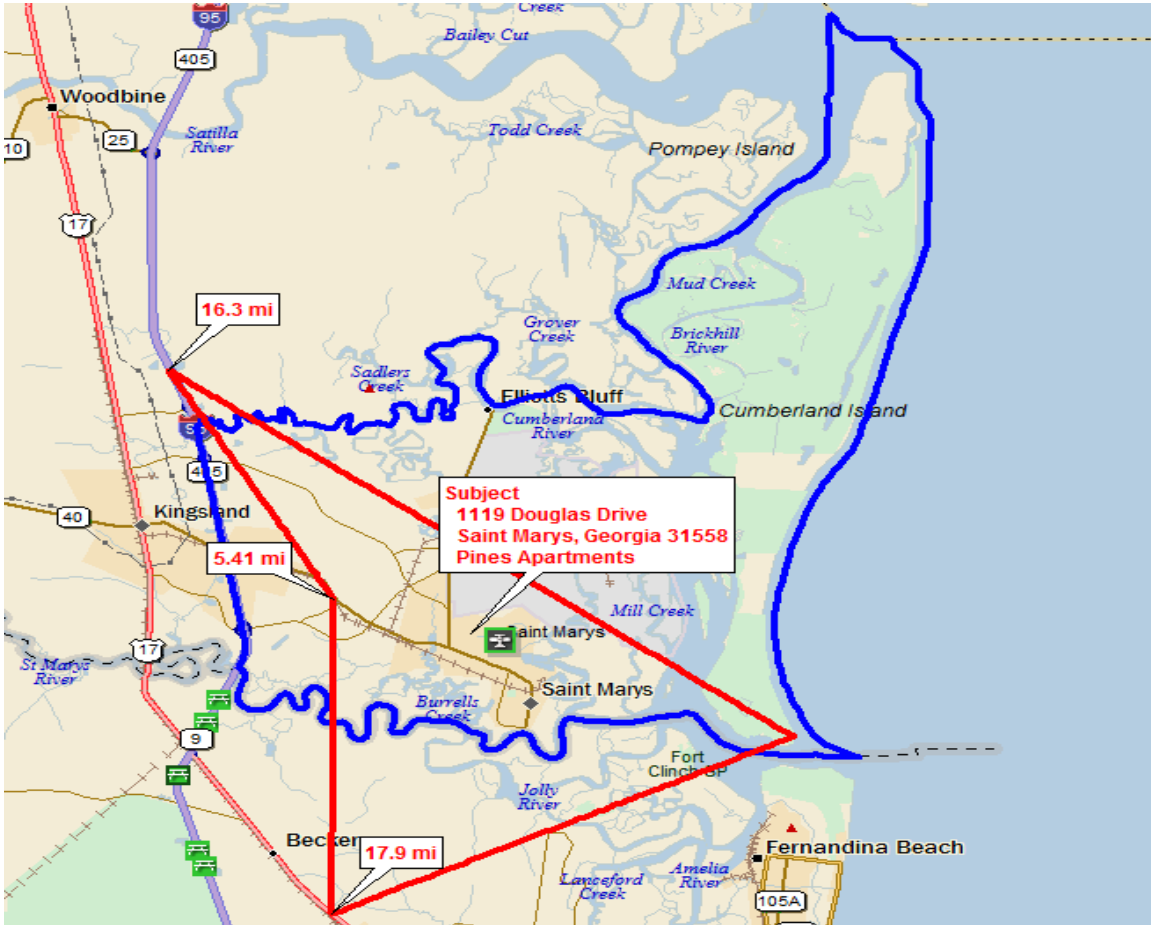 95
Creek
Bailey Cut
405
Woodbine
25
10
Satilla
River
Todd Creek
Pompey Island
17
Mud Creek
16.3 mi
Grover
Creek
Brickhill
River
Sadlers
Creek
Elliotts Bluff
Cumberland
River
Cumberland Island
95
405
Kingsland
40
Subject
1119 Douglas Drive
Saint Marys, Georgia 31558
Pines Apartments
5.41 mi
Mill Creek
Saint Marys
17
St Marys
River
Saint Marys
Burrells
Creek
9
Fort
Clinch SP
Jolly
River
Becker
17.9 mi
Fernandina Beach
Amelia
River
Lanceford
Creek
105A